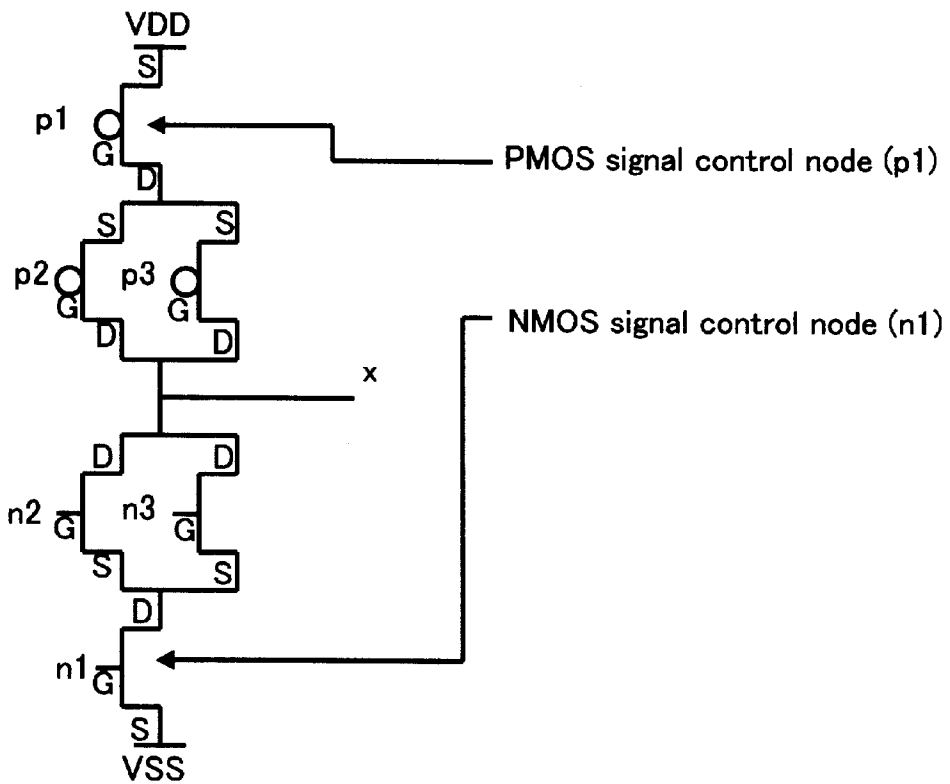 VDD
S
p1
G
D
PMOS signal control node (p1)
S
S
p2
p3
G
G
D
D
NMOS signal control node (n1)
x
D
D
n2
n3
G
G
S
S
D
n1
G
S
VSS